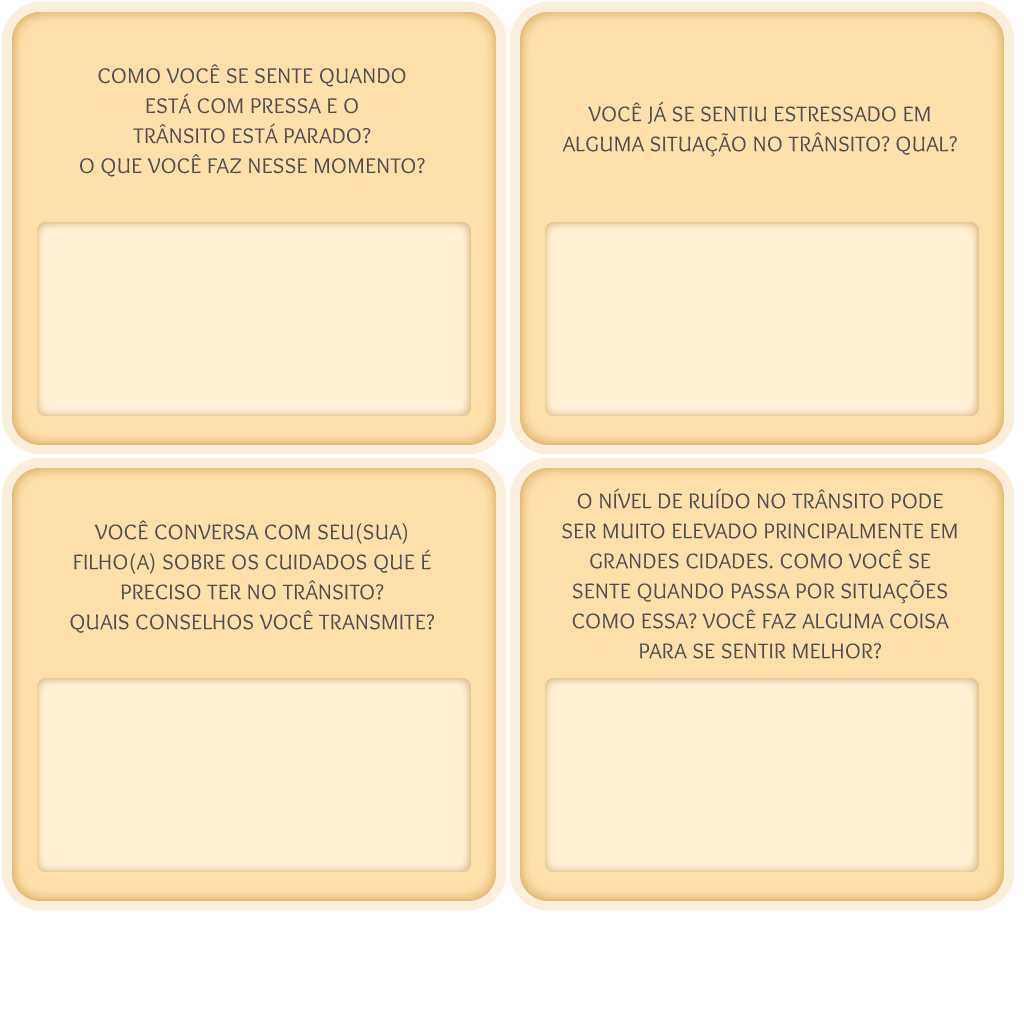 COMO VOCÊ SE SENTE QUANDO
ESTÁ COM PRESSA E O
TRÂNSITO ESTÁ PARADO?
O QUE VOCÊ FAZ NESSE MOMENTO?
VOCÊ JÁ SE SENTIU ESTRESSADO EM
ALGUMA SITUAÇÃO NO TRÂNSITO? QUAL?
VOCÊ CONVERSA COM SEU(SUA)
FILHO(A) SOBRE OS CUIDADOS QUE É
PRECISO TER NO TRÂNSITO?
QUAIS CONSELHOS VOCÊ TRANSMITE?
O NÍVEL DE RUÍDO NO TRÂNSITO PODE
SER MUITO ELEVADO PRINCIPALMENTE EM
GRANDES CIDADES. COMO VOCÊ SE
SENTE QUANDO PASSA POR SITUAÇÕES
COMO ESSA? VOCÊ FAZ ALGUMA COISA
PARA SE SENTIR MELHOR?